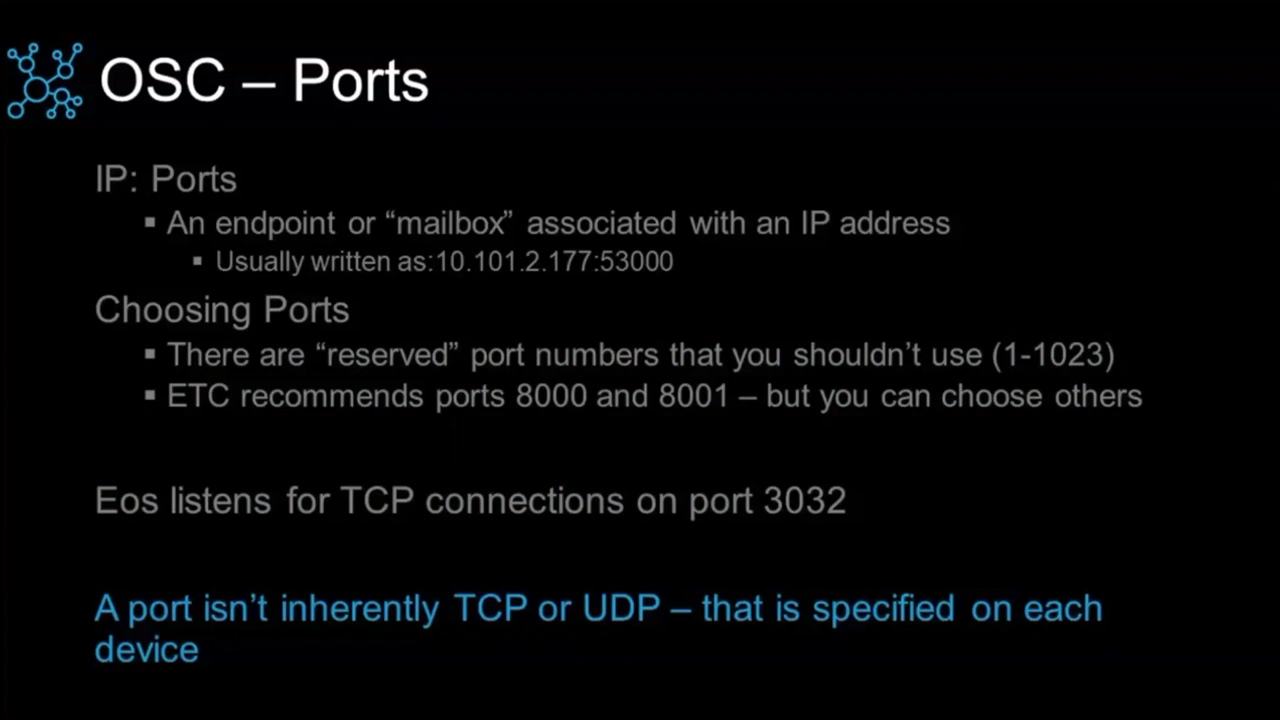 OSC – Ports
IP: Ports
▪ An endpoint or “mailbox” associated with an IP address
▪ Usually written as:10.101.2.177:53000
Choosing Ports
▪ There are “reserved” port numbers that you shouldn’t use (1-1023)
▪ ETC recommends ports 8000 and 8001 – but you can choose others
Eos listens for TCP connections on port 3032
A port isn’t inherently TCP or UDP – that is specified on each
device